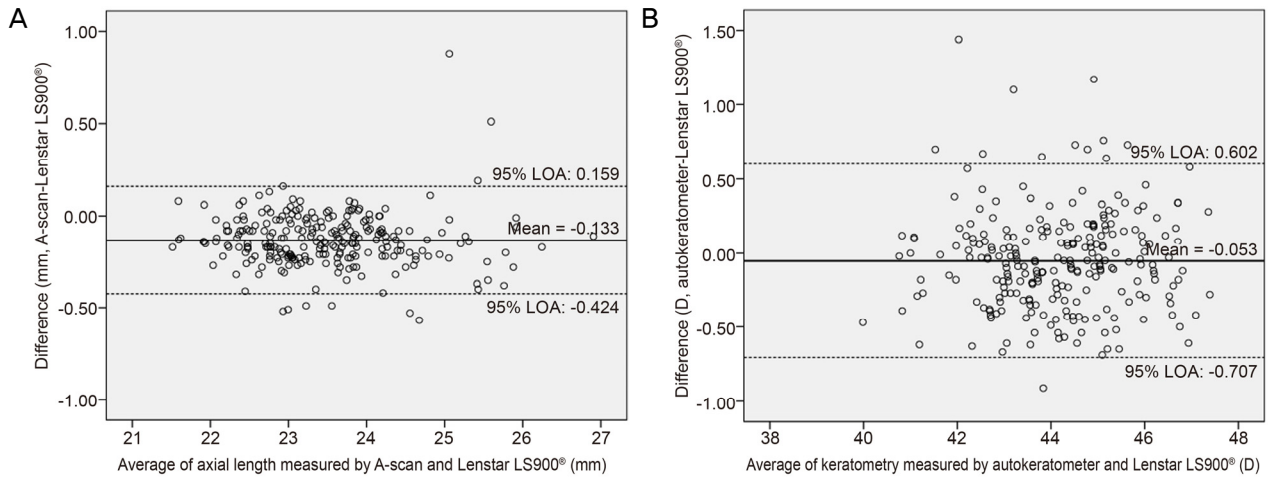 A
Difference (mm, A-scan-Lenstar LS900®)
1.00
0.50
0.00
-0.50
-1.00
95% LOA: 0.159
Mean = -0.133
95% LOA: -0.424
21 22 23 24 25 26 27
Average of axial length measured by A-scan and Lenstar LS900® (mm)
B
Difference (D, autokeratometer-Lenstar LS900®)
1.50
1.00
0.50
0.00
-0.50
-1.00
95% LOA: 0.602
Mean = -0.053
95% LOA: -0.707
38 40 42 44 46 48
Average of keratometry measured by autokeratometer and Lenstar LS900® (D)